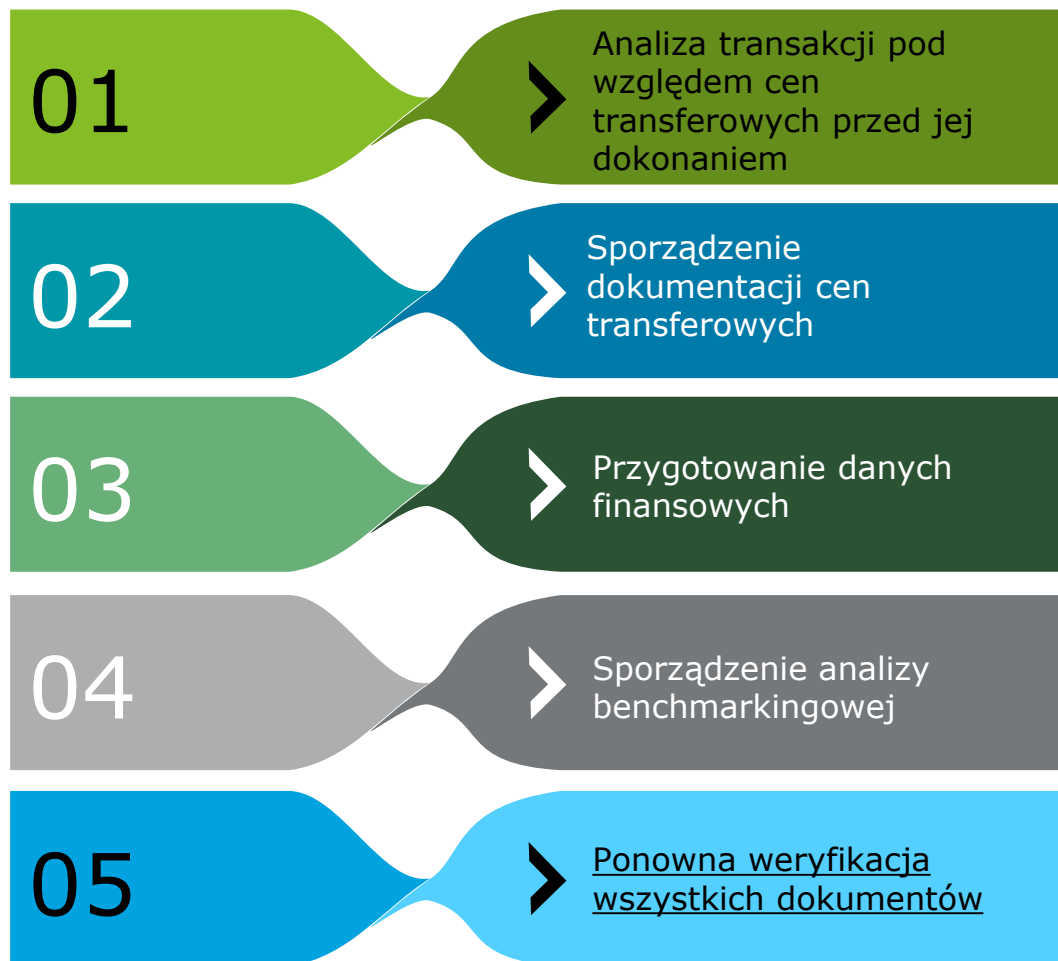 01
Analiza transakcji pod
względem cen
transferowych przed jej
dokonaniem
02
Sporządzenie
dokumentacji cen
transferowych
03
Przygotowanie danych
finansowych
04
Sporządzenie analizy
benchmarkingowej
05
Ponowna weryfikacja
wszystkich dokumentów